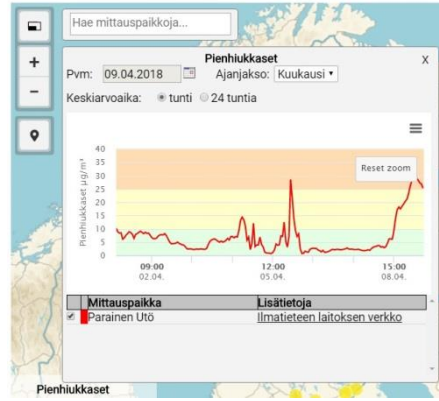 Hae mittauspaikkoja...
Pienhiukkaset X
Pvm: 09.04.2018 Ajanjakso: Kuukausi
Keskiarvoaika: tunti 24 tuntia
Pienhiukkaset µg/m³
40
35
30
25
20
15
10
5
0
Reset zoom
09:00 12:00 15:00
02.04. 05.04. 08.04.
Mittauspaikka Lisätietoja
Parainen Utö Ilmatieteen laitoksen verkko
Pienhiukkaset